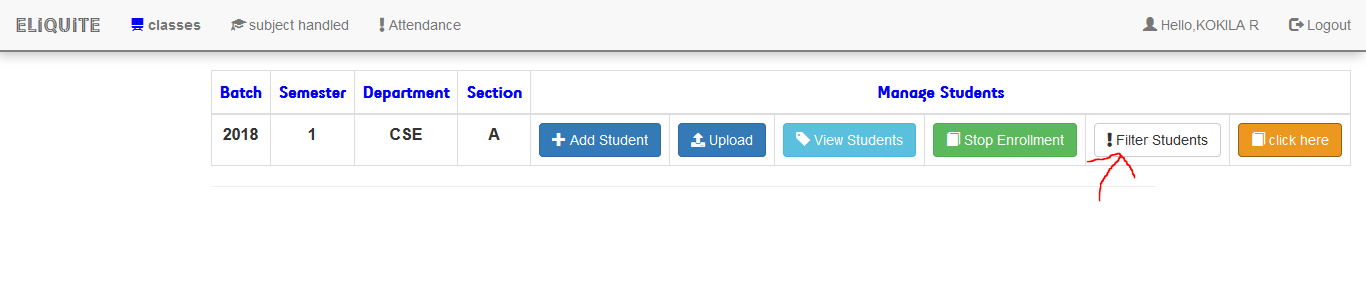 ELiQUiTE classes subject handled Attendance Hello,KOKILA R Logout
Batch Semester Department Section Manage Students
2018 1 CSE A Add Student Upload View Students Stop Enrollment Filter Students click here